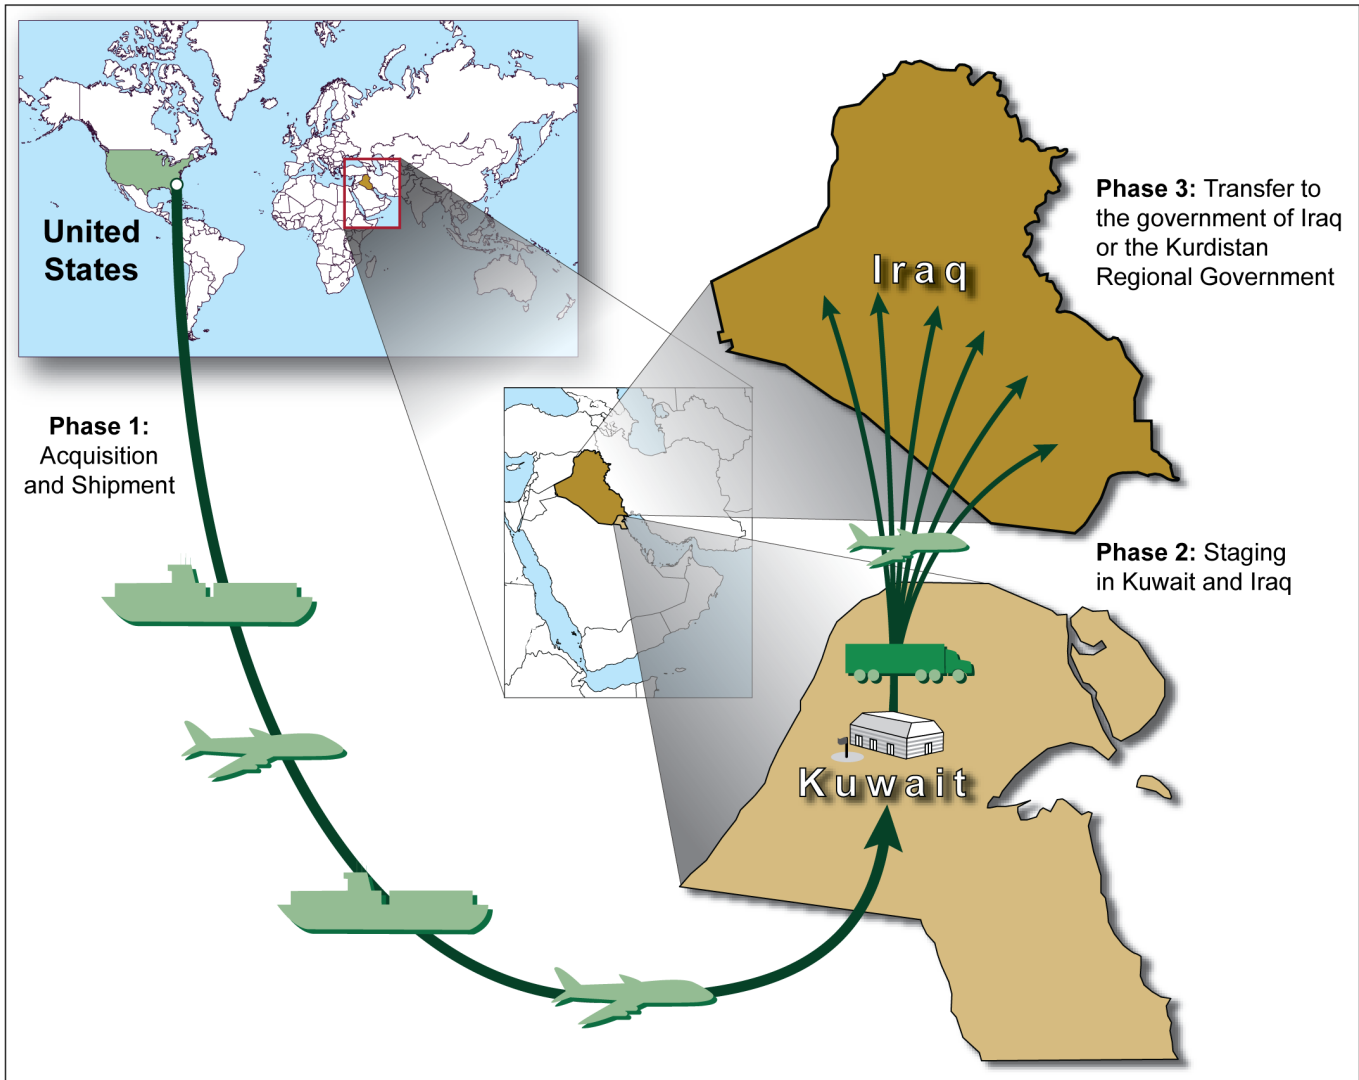 United
States
Phase 1:
Acquisition
and Shipment
Iraq
Phase 3: Transfer to
the government of Iraq
or the Kurdistan
Regional Government
Phase 2: Staging
in Kuwait and Iraq
Kuwait